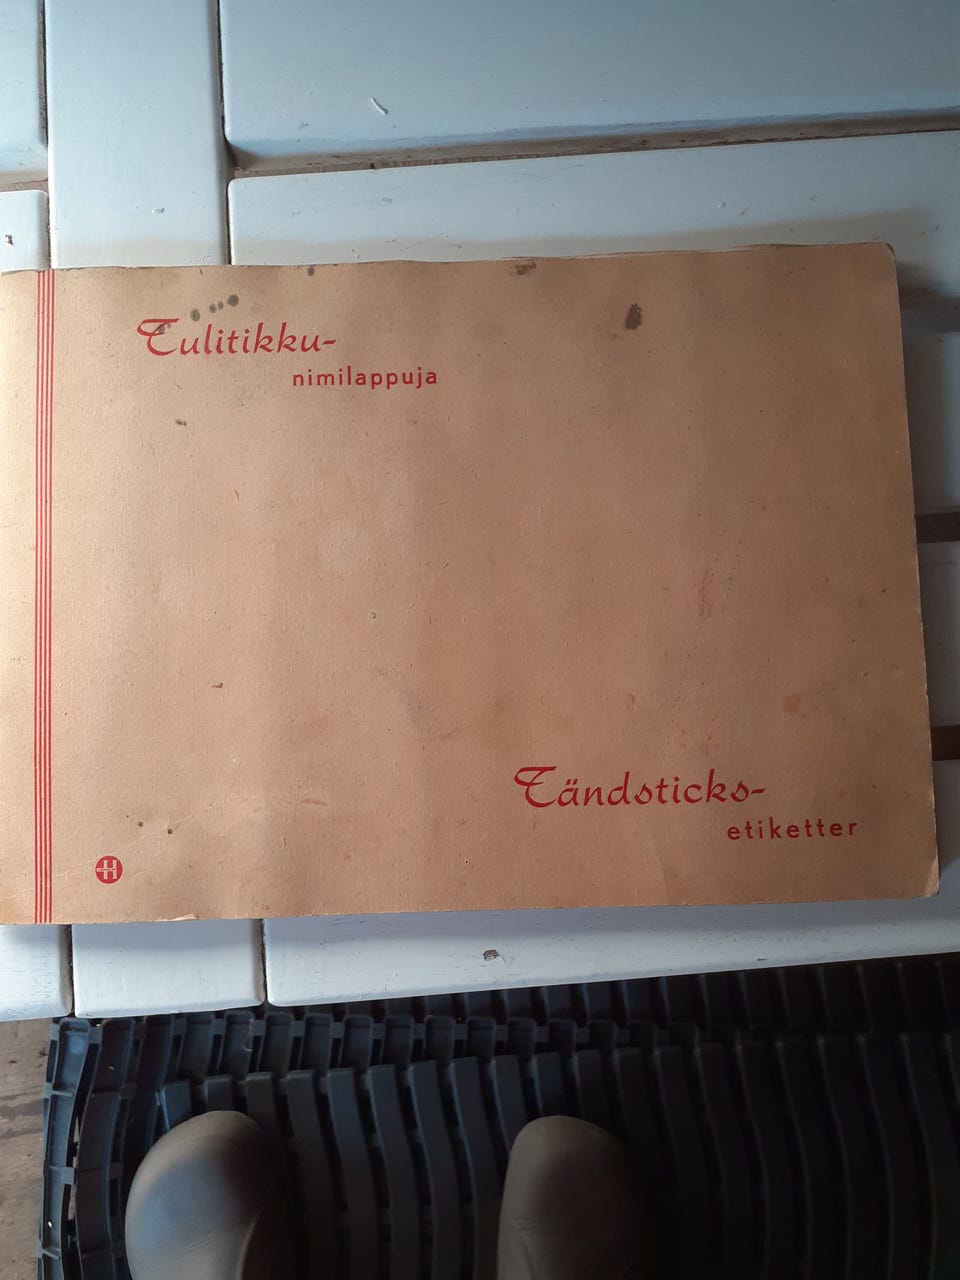 Tulitikku-
nimilappuja
Tändsticks-
etiketter
H